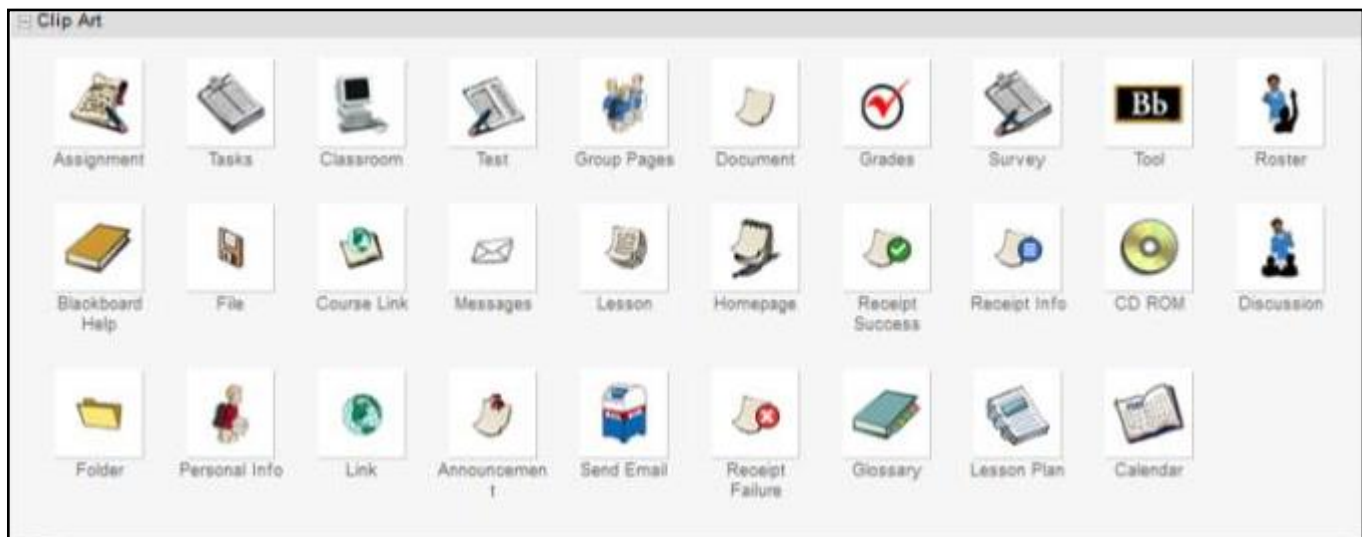 Clip Art
Bb
Assignment Tasks Classroom Test Group Pages Document Grades Survey Tool Roster
Blackboard File Course Link Messages Lesson Homepage Receipt Receipt Info CD ROM Discussion
Help Success
Folder Personal Info Link Announcemen Send Email Receipt Glossary Lesson Plan Calendar
t Failure